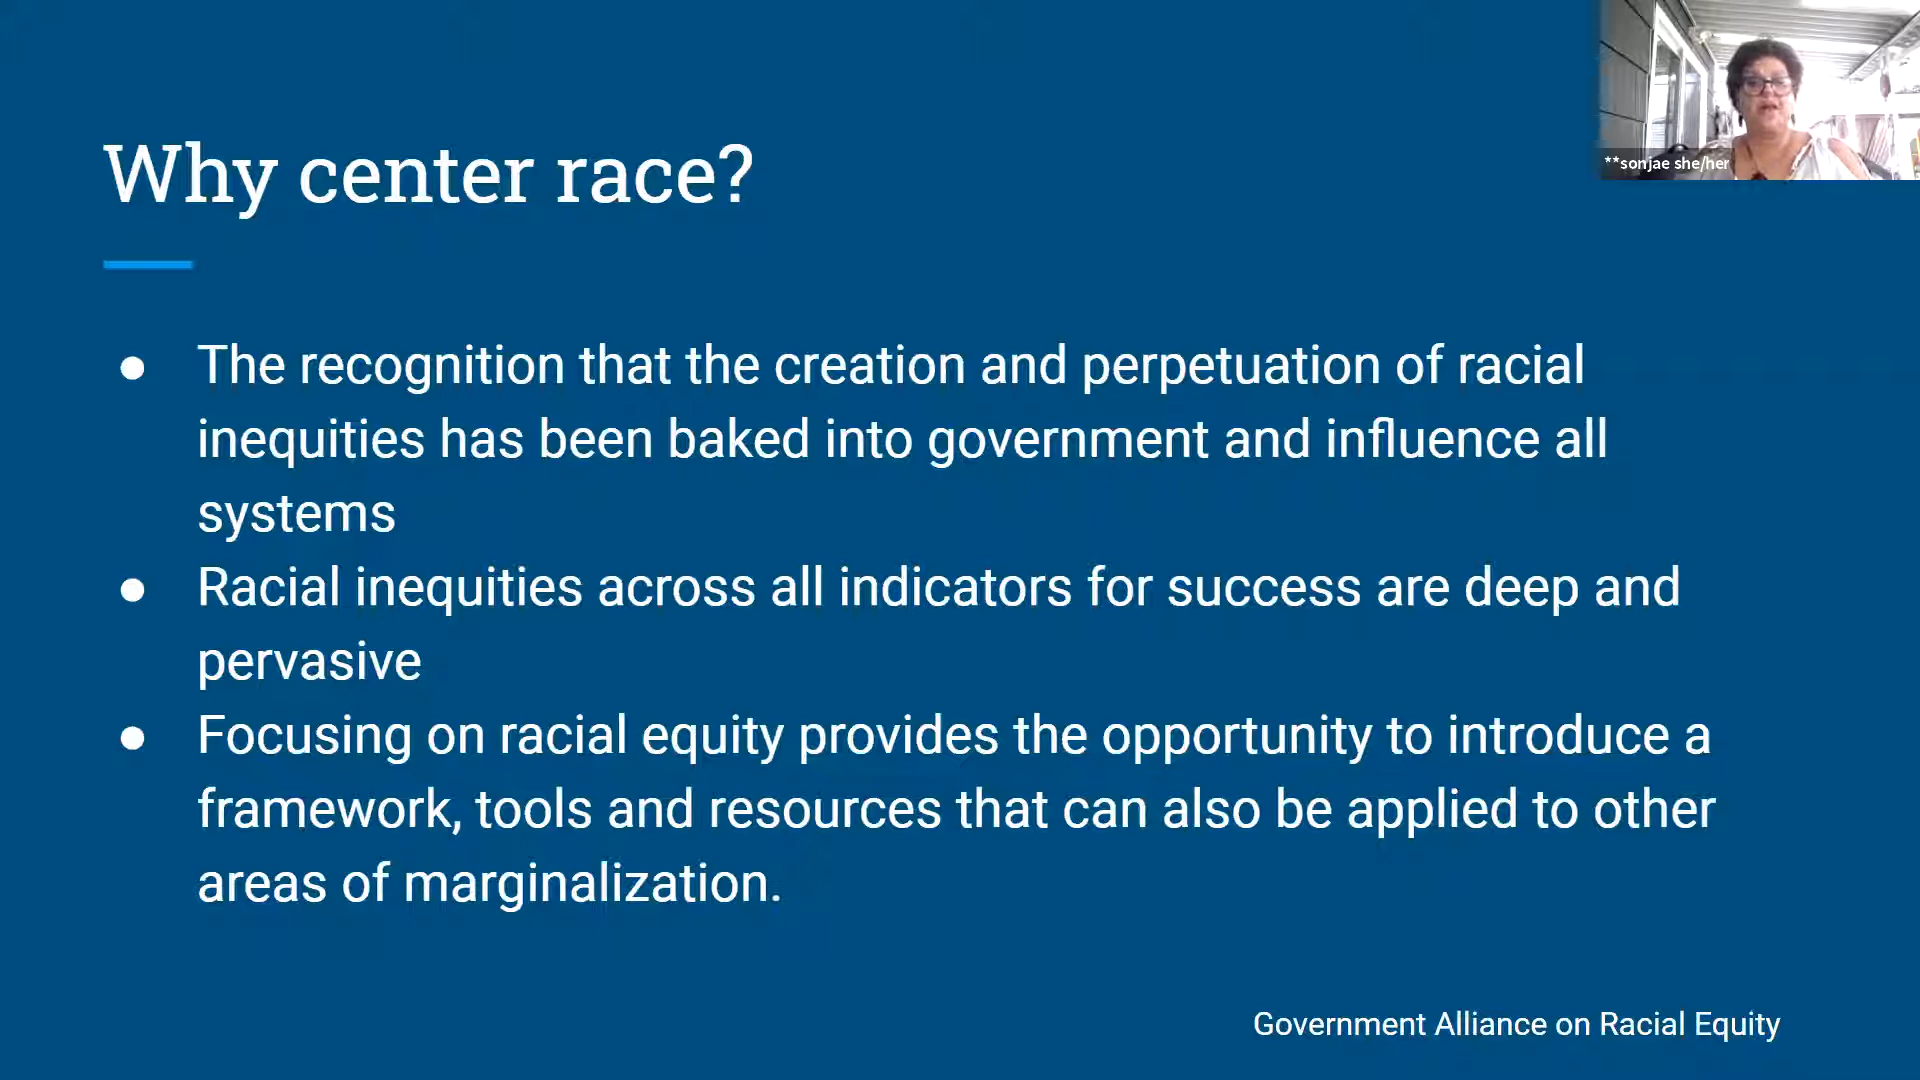 **sonjae she/her
Why center race?
● The recognition that the creation and perpetuation of racial
inequities has been baked into government and influence all
systems
● Racial inequities across all indicators for success are deep and
pervasive
● Focusing on racial equity provides the opportunity to introduce a
framework, tools and resources that can also be applied to other
areas of marginalization.
Government Alliance on Racial Equity